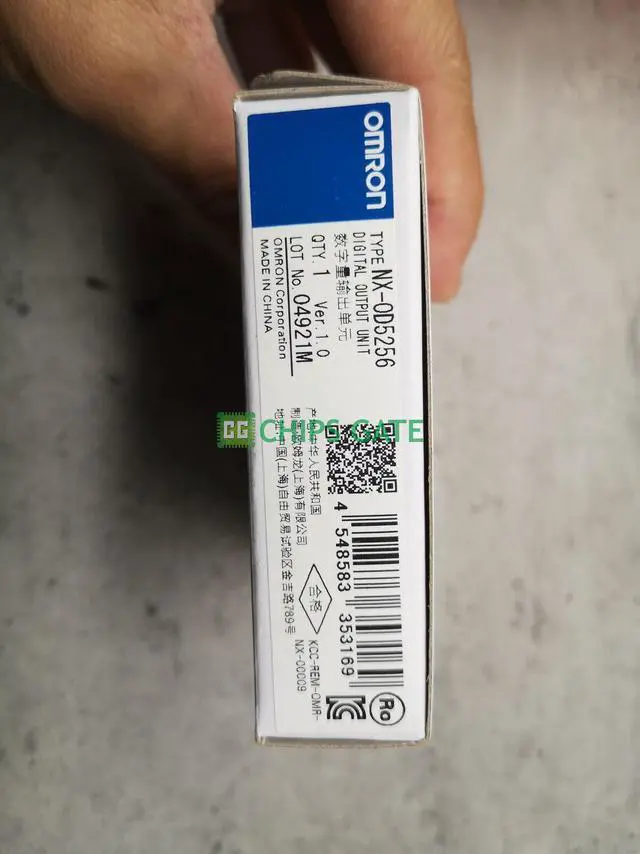 OMRON
TYPE NX-OD5256
DIGITAL OUTPUT UNIT
数字量输出单元
QTY. 1 Ver.1.0
LOT No. 04921M
OMRON Corporation
MADE IN CHINA
CHIPS GATE
产地:中华人民共和国
制造:欧姆龙(上海)有限公司
地址:中国(上海)自由贸易试验区金吉路789号
4 548583 353169
合格
KCC-REM-OMR-
NX-00009
Ro